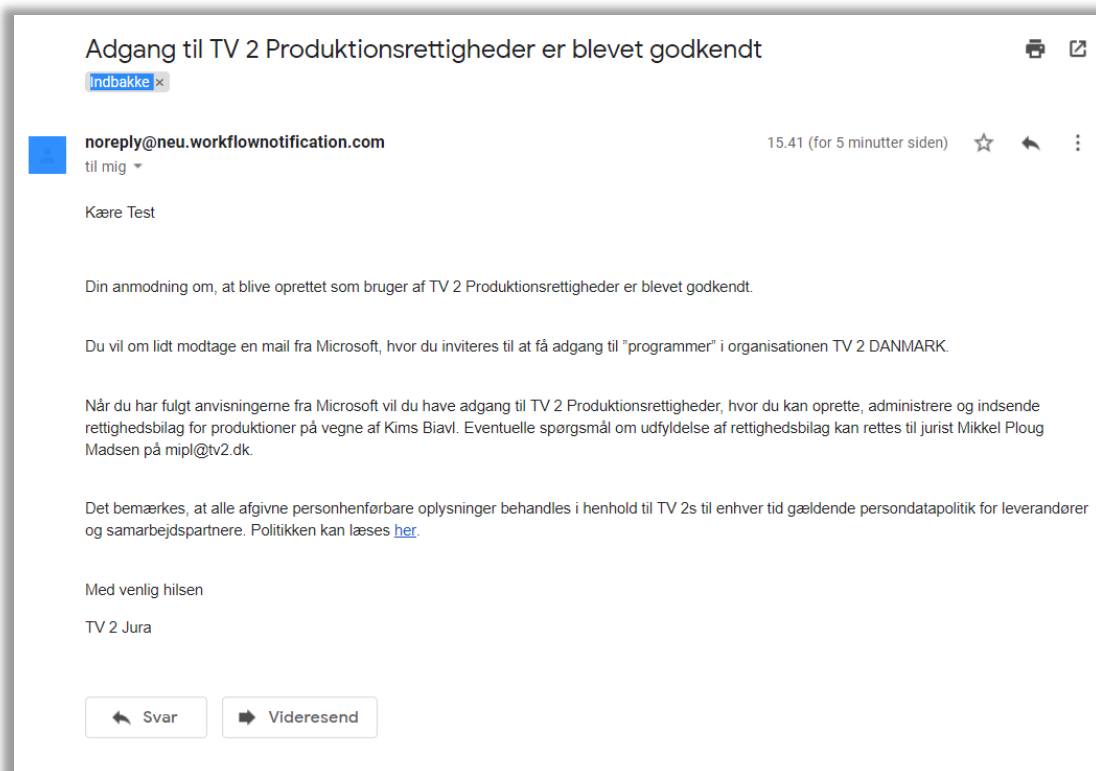 Adgang til TV 2 Produktionsrettigheder er blevet godkendt
Indbakke ×
noreply@neu.workflownotification.com
15.41 (for 5 minutter siden)
til mig
Kære Test
Din anmodning om, at blive oprettet som bruger af TV 2 Produktionsrettigheder er blevet godkendt.
Du vil om lidt modtage en mail fra Microsoft, hvor du inviteres til at få adgang til ”programmer” i organisationen TV 2 DANMARK.
Når du har fulgt anvisningerne fra Microsoft vil du have adgang til TV 2 Produktionsrettigheder, hvor du kan oprette, administrere og indsende
rettighedsbilag for produktioner på vegne af Kims Biavl. Eventuelle spørgsmål om udfyldelse af rettighedsbilag kan rettes til jurist Mikkel Ploug
Madsen på mipl@tv2.dk.
Det bemærkes, at alle afgivne personhenførbare oplysninger behandles i henhold til TV 2s til enhver tid gældende persondatapolitik for leverandører
og samarbejdspartnere. Politikken kan læses her.
Med venlig hilsen
TV 2 Jura
Svar
Videresend